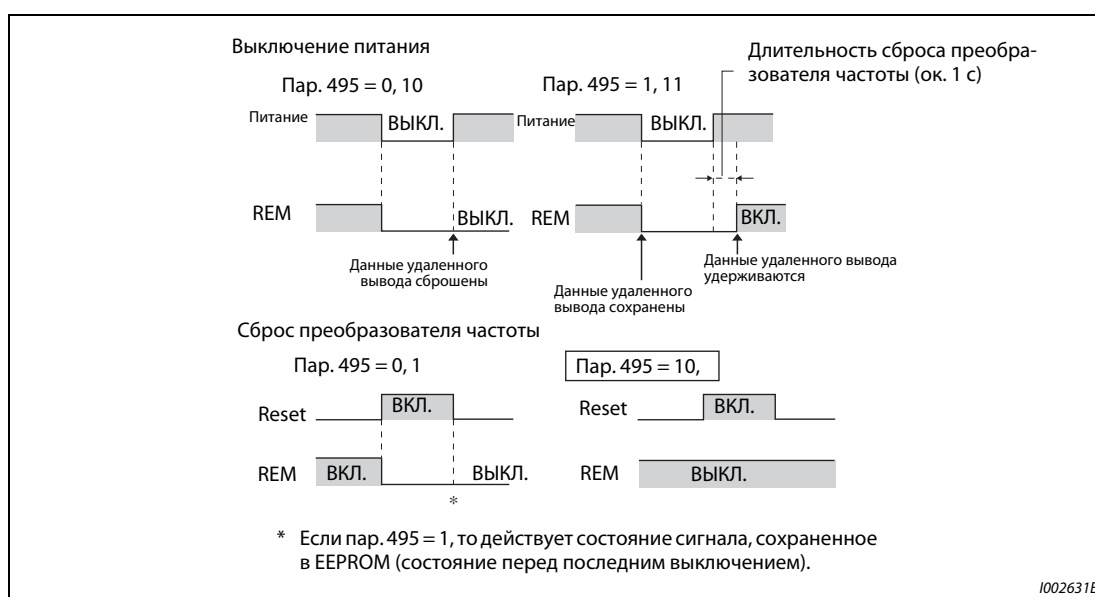 Выключение питания
Длительность сброса преобра-
зователя частоты (ок. 1 с)
Пар. 495 = 0, 10
Пар. 495 = 1, 11
Питание
ВЫКЛ.
Питание
ВЫКЛ.
REM
ВЫКЛ.
REM
ВКЛ.
Данные удаленного
вывода сброшены
Данные удаленного вывода
удерживаются
Данные удаленного
вывода сохранены
Сброс преобразователя частоты
Пар. 495 = 0, 1
Пар. 495 = 10,
Reset
ВКЛ.
Reset
ВКЛ.
REM
ВКЛ.
ВЫКЛ.
REM
ВЫКЛ.
*
* Если пар. 495 = 1, то действует состояние сигнала, сохраненное
в EEPROM (состояние перед последним выключением).
I002631E